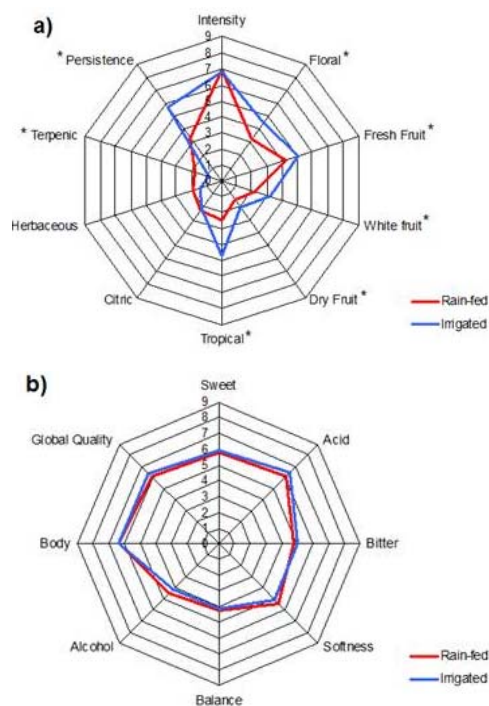 a)
Intensity
* Persistence
Floral *
* Terpenic
Fresh Fruit *
Herbaceous
White fruit *
Citric
Dry Fruit *
Tropical *
9
8
7
6
5
4
3
2
1
0
Rain-fed
Irrigated
b)
Sweet
Global Quality
Acid
Body
Bitter
Alcohol
Softness
Balance
9
8
7
6
5
4
3
2
1
0
Rain-fed
Irrigated